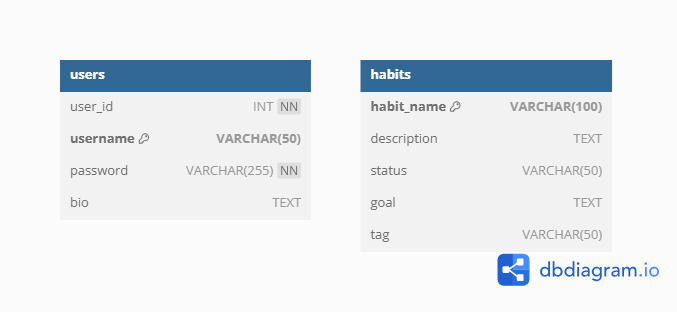 users
user_id INT NN
username VARCHAR(50)
password VARCHAR(255) NN
bio TEXT
habits
habit_name VARCHAR(100)
description TEXT
status VARCHAR(50)
goal TEXT
tag VARCHAR(50)
dbdiagram.io